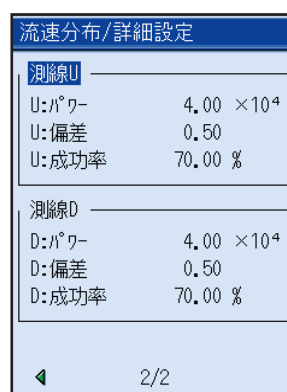 流速分布/詳細設定
測線U
U:ﾊﾟﾜｰ 4.00 ×10⁴
U:偏差 0.50
U:成功率 70.00 %
測線D
D:ﾊﾟﾜｰ 4.00 ×10⁴
D:偏差 0.50
D:成功率 70.00 %
2/2